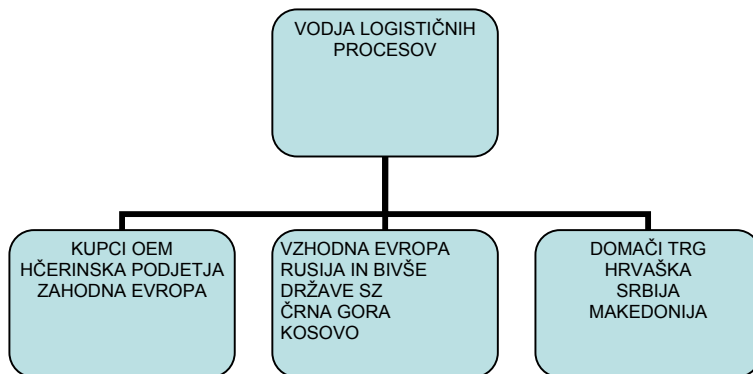 VODJA LOGISTIČNIH
PROCESOV
KUPCI OEM
HČERINSKA PODJETJA
ZAHODNA EVROPA
VZHODNA EVROPA
RUSIJA IN BIVŠE
DRŽAVE SZ
ČRNA GORA
KOSOVO
DOMAČI TRG
HRVAŠKA
SRBIJA
MAKEDONIJA